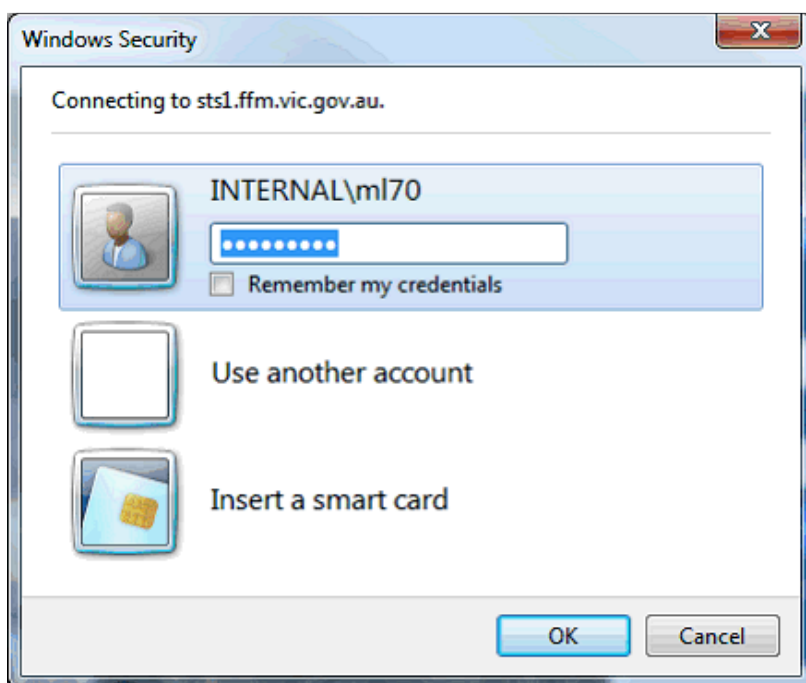 Windows Security
Connecting to sts1.ffm.vic.gov.au.
INTERNAL\ml70
•••••••••
Remember my credentials
Use another account
Insert a smart card
OK
Cancel